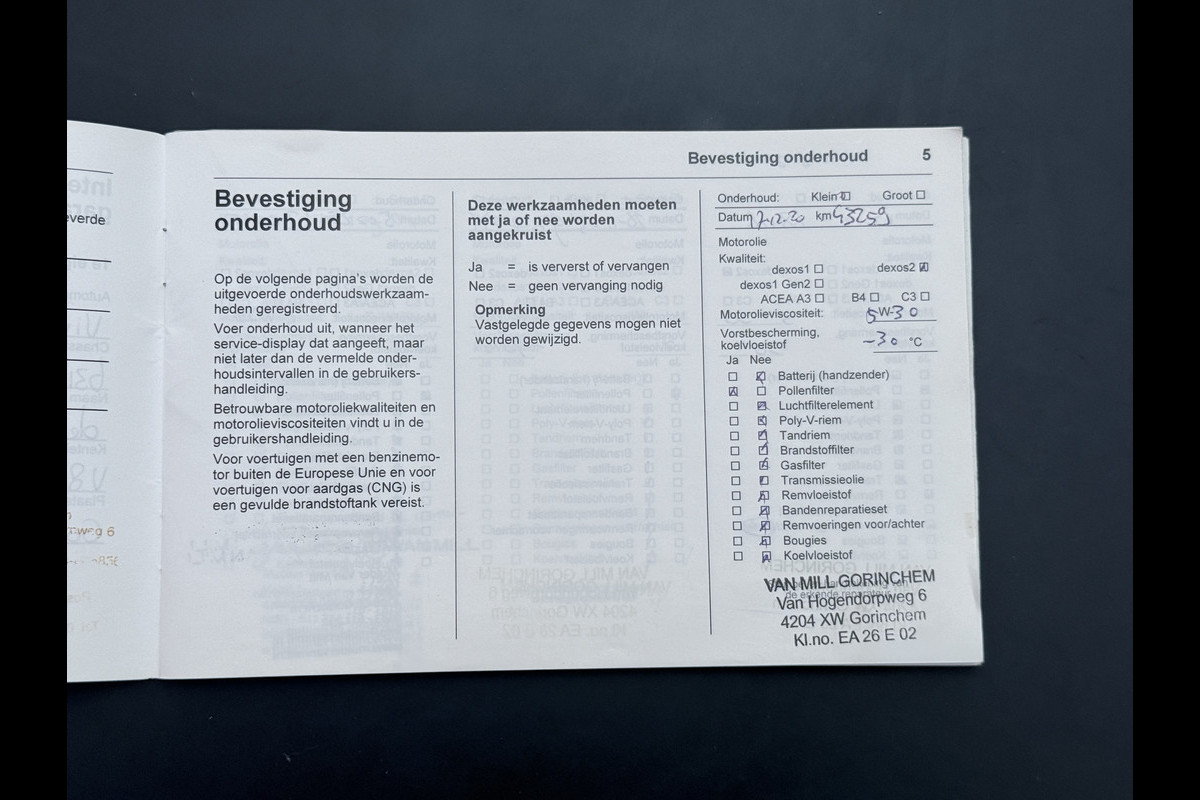 Bevestiging onderhoud 5
everde
weg 6
Bevestiging
onderhoud
Op de volgende pagina's worden de
uitgevoerde onderhoudswerkzaam-
heden geregistreerd.
Voer onderhoud uit, wanneer het
service-display dat aangeeft, maar
niet later dan de vermelde onder-
houdsintervallen in de gebruikers-
handleiding.
Betrouwbare motoroliekwaliteiten en
motorolieviscositeiten vindt u in de
gebruikershandleiding.
Voor voertuigen met een benzinemo-
tor buiten de Europese Unie en voor
voertuigen voor aardgas (CNG) is
een gevulde brandstoftank vereist.
Deze werkzaamheden moeten
met ja of nee worden
aangekruist
Ja = is ververst of vervangen
Nee = geen vervanging nodig
Opmerking
Vastgelegde gegevens mogen niet
worden gewijzigd.
Onderhoud: Klein Groot
Datum 7-12-20 km 43259
Motorolie
Kwaliteit:
dexos1 dexos2
dexos1 Gen2
ACEA A3 B4 C3
Motorolieviscositeit: 5W-30
Vorstbescherming,
koelvloeistof -30 °C
Ja Nee
Batterij (handzender)
Pollenfilter
Luchtfilterelement
Poly-V-riem
Tandriem
Brandstoffilter
Gasfilter
Transmissieolie
Remvloeistof
Bandenreparatieset
Remvoeringen voor/achter
Bougies
Koelvloeistof
VAN MILL GORINCHEM
Van Hogendorpweg 6
4204 XW Gorinchem
Kl.no. EA 26 E 02